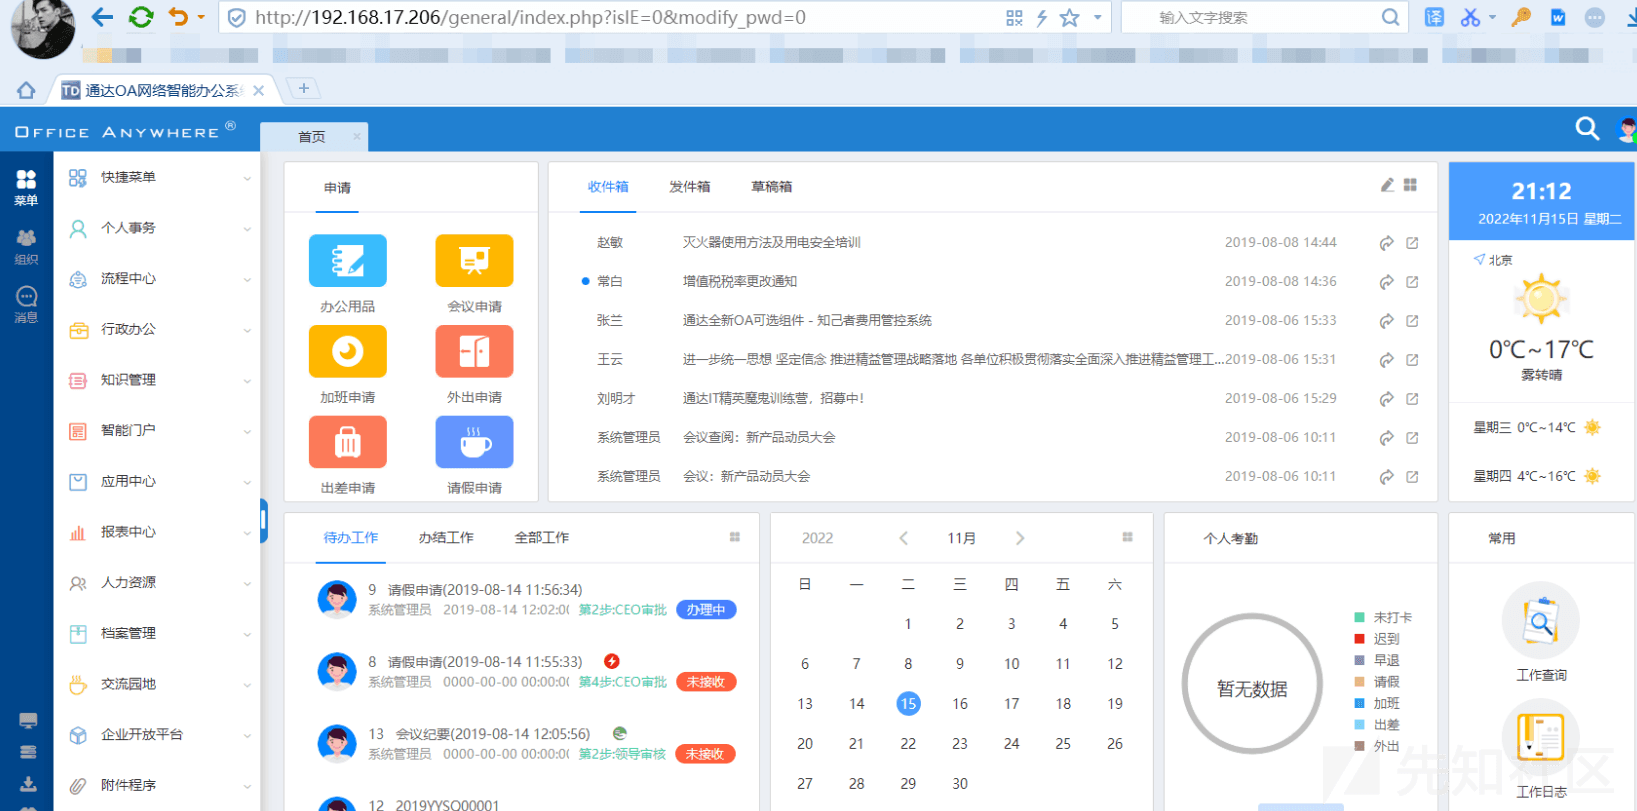 http://192.168.17.206/general/index.php?isIE=0&modify_pwd=0
输入文字搜索
译
W
TD 通达OA网络智能办公系
OFFICE ANYWHERE®
首页
菜单
组织
消息
快捷菜单
个人事务
流程中心
行政办公
知识管理
智能门户
应用中心
报表中心
人力资源
档案管理
交流园地
企业开放平台
附件程序
申请
办公用品
会议申请
加班申请
外出申请
出差申请
请假申请
收件箱 发件箱 草稿箱
赵敏 灭火器使用方法及用电安全培训 2019-08-08 14:44
常白 增值税税率更改通知 2019-08-08 14:36
张兰 通达全新OA可选组件 - 知己者费用管控系统 2019-08-06 15:33
王云 进一步统一思想 坚定信念 推进精益管理战略落地 各单位积极贯彻落实全面深入推进精益管理工... 2019-08-06 15:31
刘明才 通达IT精英魔鬼训练营，招募中! 2019-08-06 15:29
系统管理员 会议查阅：新产品动员大会 2019-08-06 10:11
系统管理员 会议：新产品动员大会 2019-08-06 10:11
21:12
2022年11月15日 星期二
北京
0℃~17℃
雾转晴
星期三 0℃~14℃
星期四 4℃~16℃
待办工作 办结工作 全部工作
9 请假申请(2019-08-14 11:56:34)
系统管理员 2019-08-14 12:02:0 第2步:CEO审批 办理中
8 请假申请(2019-08-14 11:55:33)
系统管理员 0000-00-00 00:00:0 第4步:CEO审批 未接收
13 会议纪要(2019-08-14 12:05:56)
系统管理员 0000-00-00 00:00:0 第2步:领导审核 未接收
12 2019YYSQ00001
2022 11月
日 一 二 三 四 五 六
1 2 3 4 5
6 7 8 9 10 11 12
13 14 15 16 17 18 19
20 21 22 23 24 25 26
27 28 29 30
个人考勤
暂无数据
未打卡
迟到
早退
请假
加班
出差
外出
常用
工作查询
工作日志
先知社区